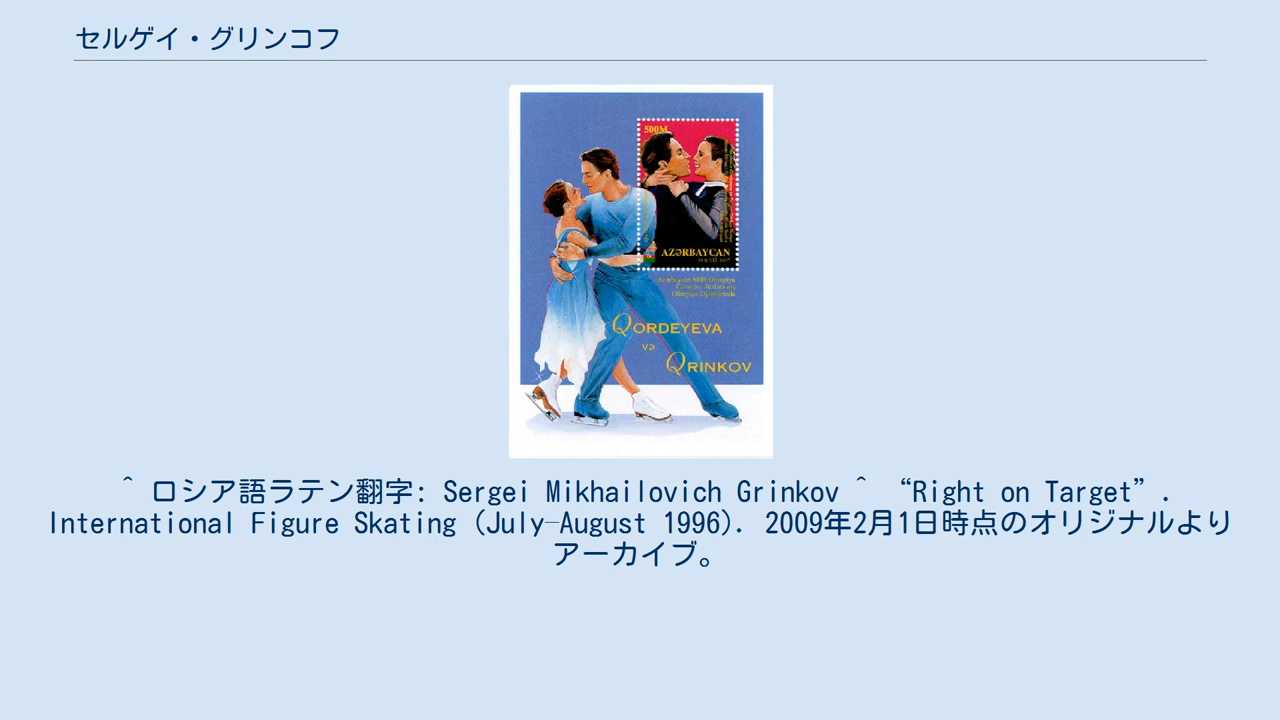 セルゲイ・グリンコフ
500M
AZƏRBAYCAN
QORDEYEVA
və
QRINKOV
^ ロシア語ラテン翻字: Sergei Mikhailovich Grinkov ^ “Right on Target”.
International Figure Skating (July–August 1996). 2009年2月1日時点のオリジナルより
アーカイブ。